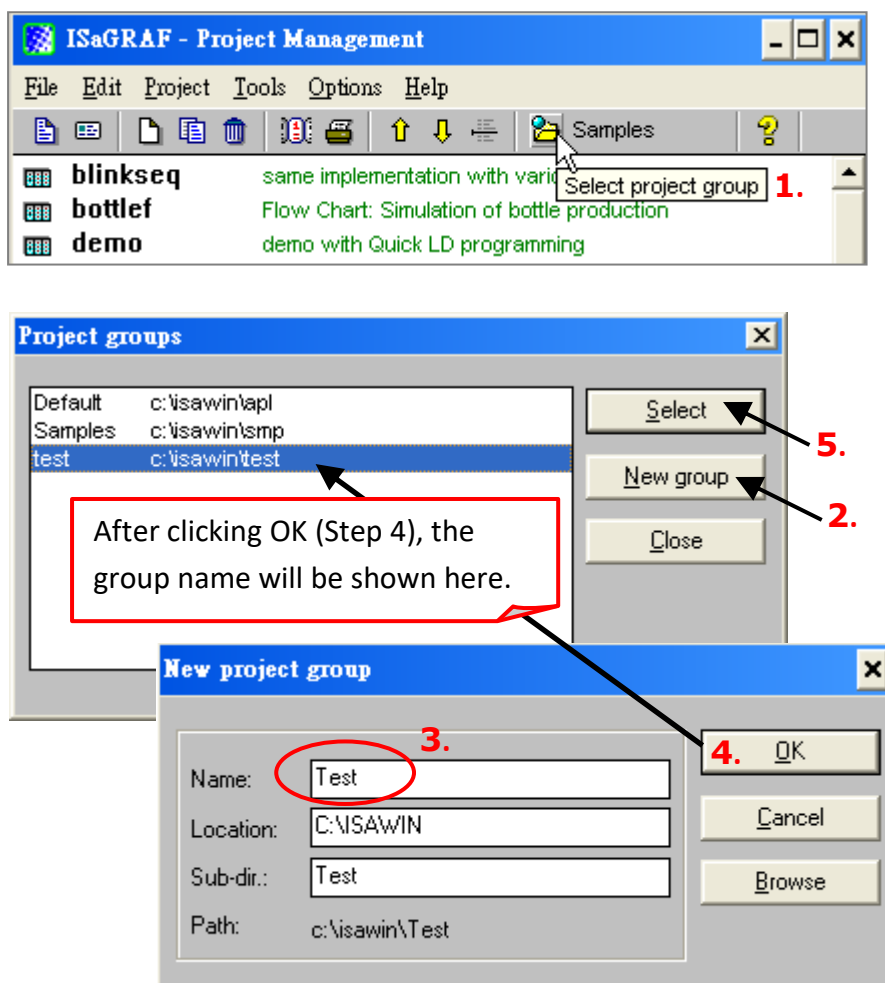 ISaGRAF - Project Management
File Edit Project Tools Options Help
Samples
blinkseq same implementation with vari
Select project group 1.
bottlef Flow Chart: Simulation of bottle production
demo demo with Quick LD programming
Project groups
Default c:\isawin\apl
Samples c:\isawin\smp
test c:\isawin\test
Select
5.
New group
2.
Close
After clicking OK (Step 4), the
group name will be shown here.
New project group
3.
4. OK
Name: Test
Location: C:\ISAWIN
Cancel
Sub-dir.: Test
Browse
Path: c:\isawin\Test